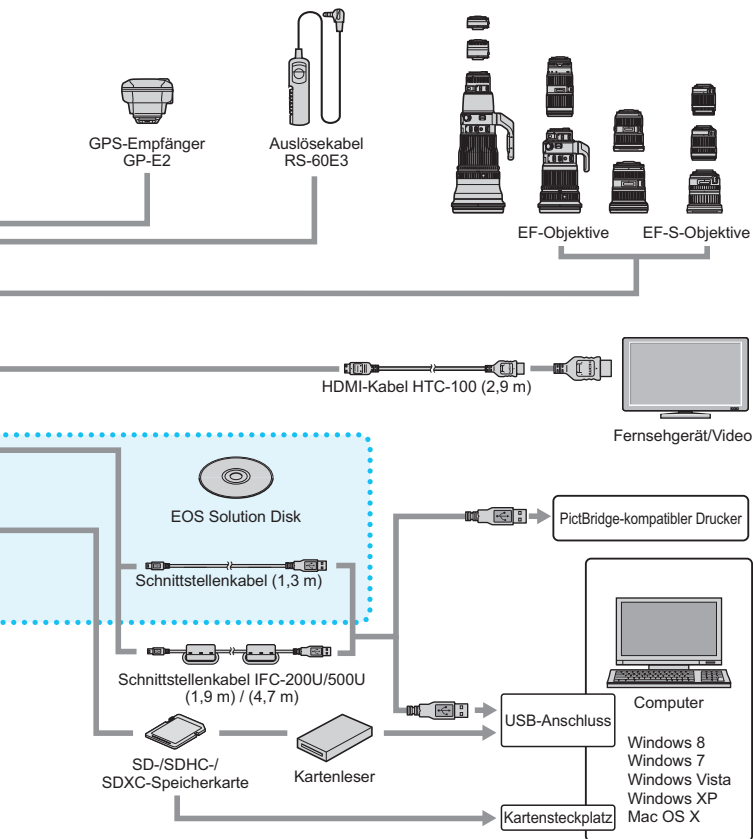 GPS-Empfänger
GP-E2
Auslösekabel
RS-60E3
EF-Objektive
EF-S-Objektive
HDMI-Kabel HTC-100 (2,9 m)
Fernsehgerät/Video
EOS Solution Disk
PictBridge-kompatibler Drucker
Schnittstellenkabel (1,3 m)
Schnittstellenkabel IFC-200U/500U
(1,9 m) / (4,7 m)
Computer
USB-Anschluss
Windows 8
Windows 7
Windows Vista
Windows XP
Mac OS X
SD-/SDHC-/
SDXC-Speicherkarte
Kartenleser
Kartensteckplatz